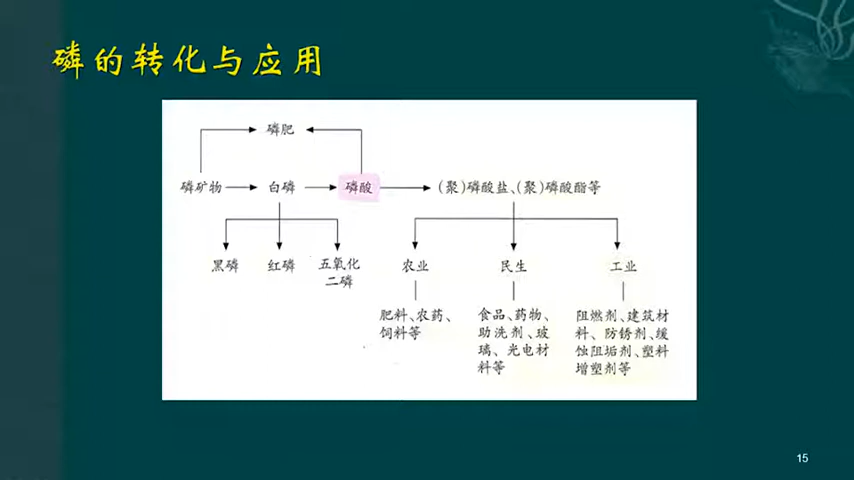 磷的转化与应用
磷肥
磷矿物
白磷
磷酸
(聚)磷酸盐、(聚)磷酸酯等
黑磷
红磷
五氧化
二磷
农业
民生
工业
肥料、农药、
饲料等
食品、药物、
助洗剂、玻
璃、光电材
料等
阻燃剂、建筑材
料、防锈剂、缓
蚀阻垢剂、塑料
增塑剂等
15